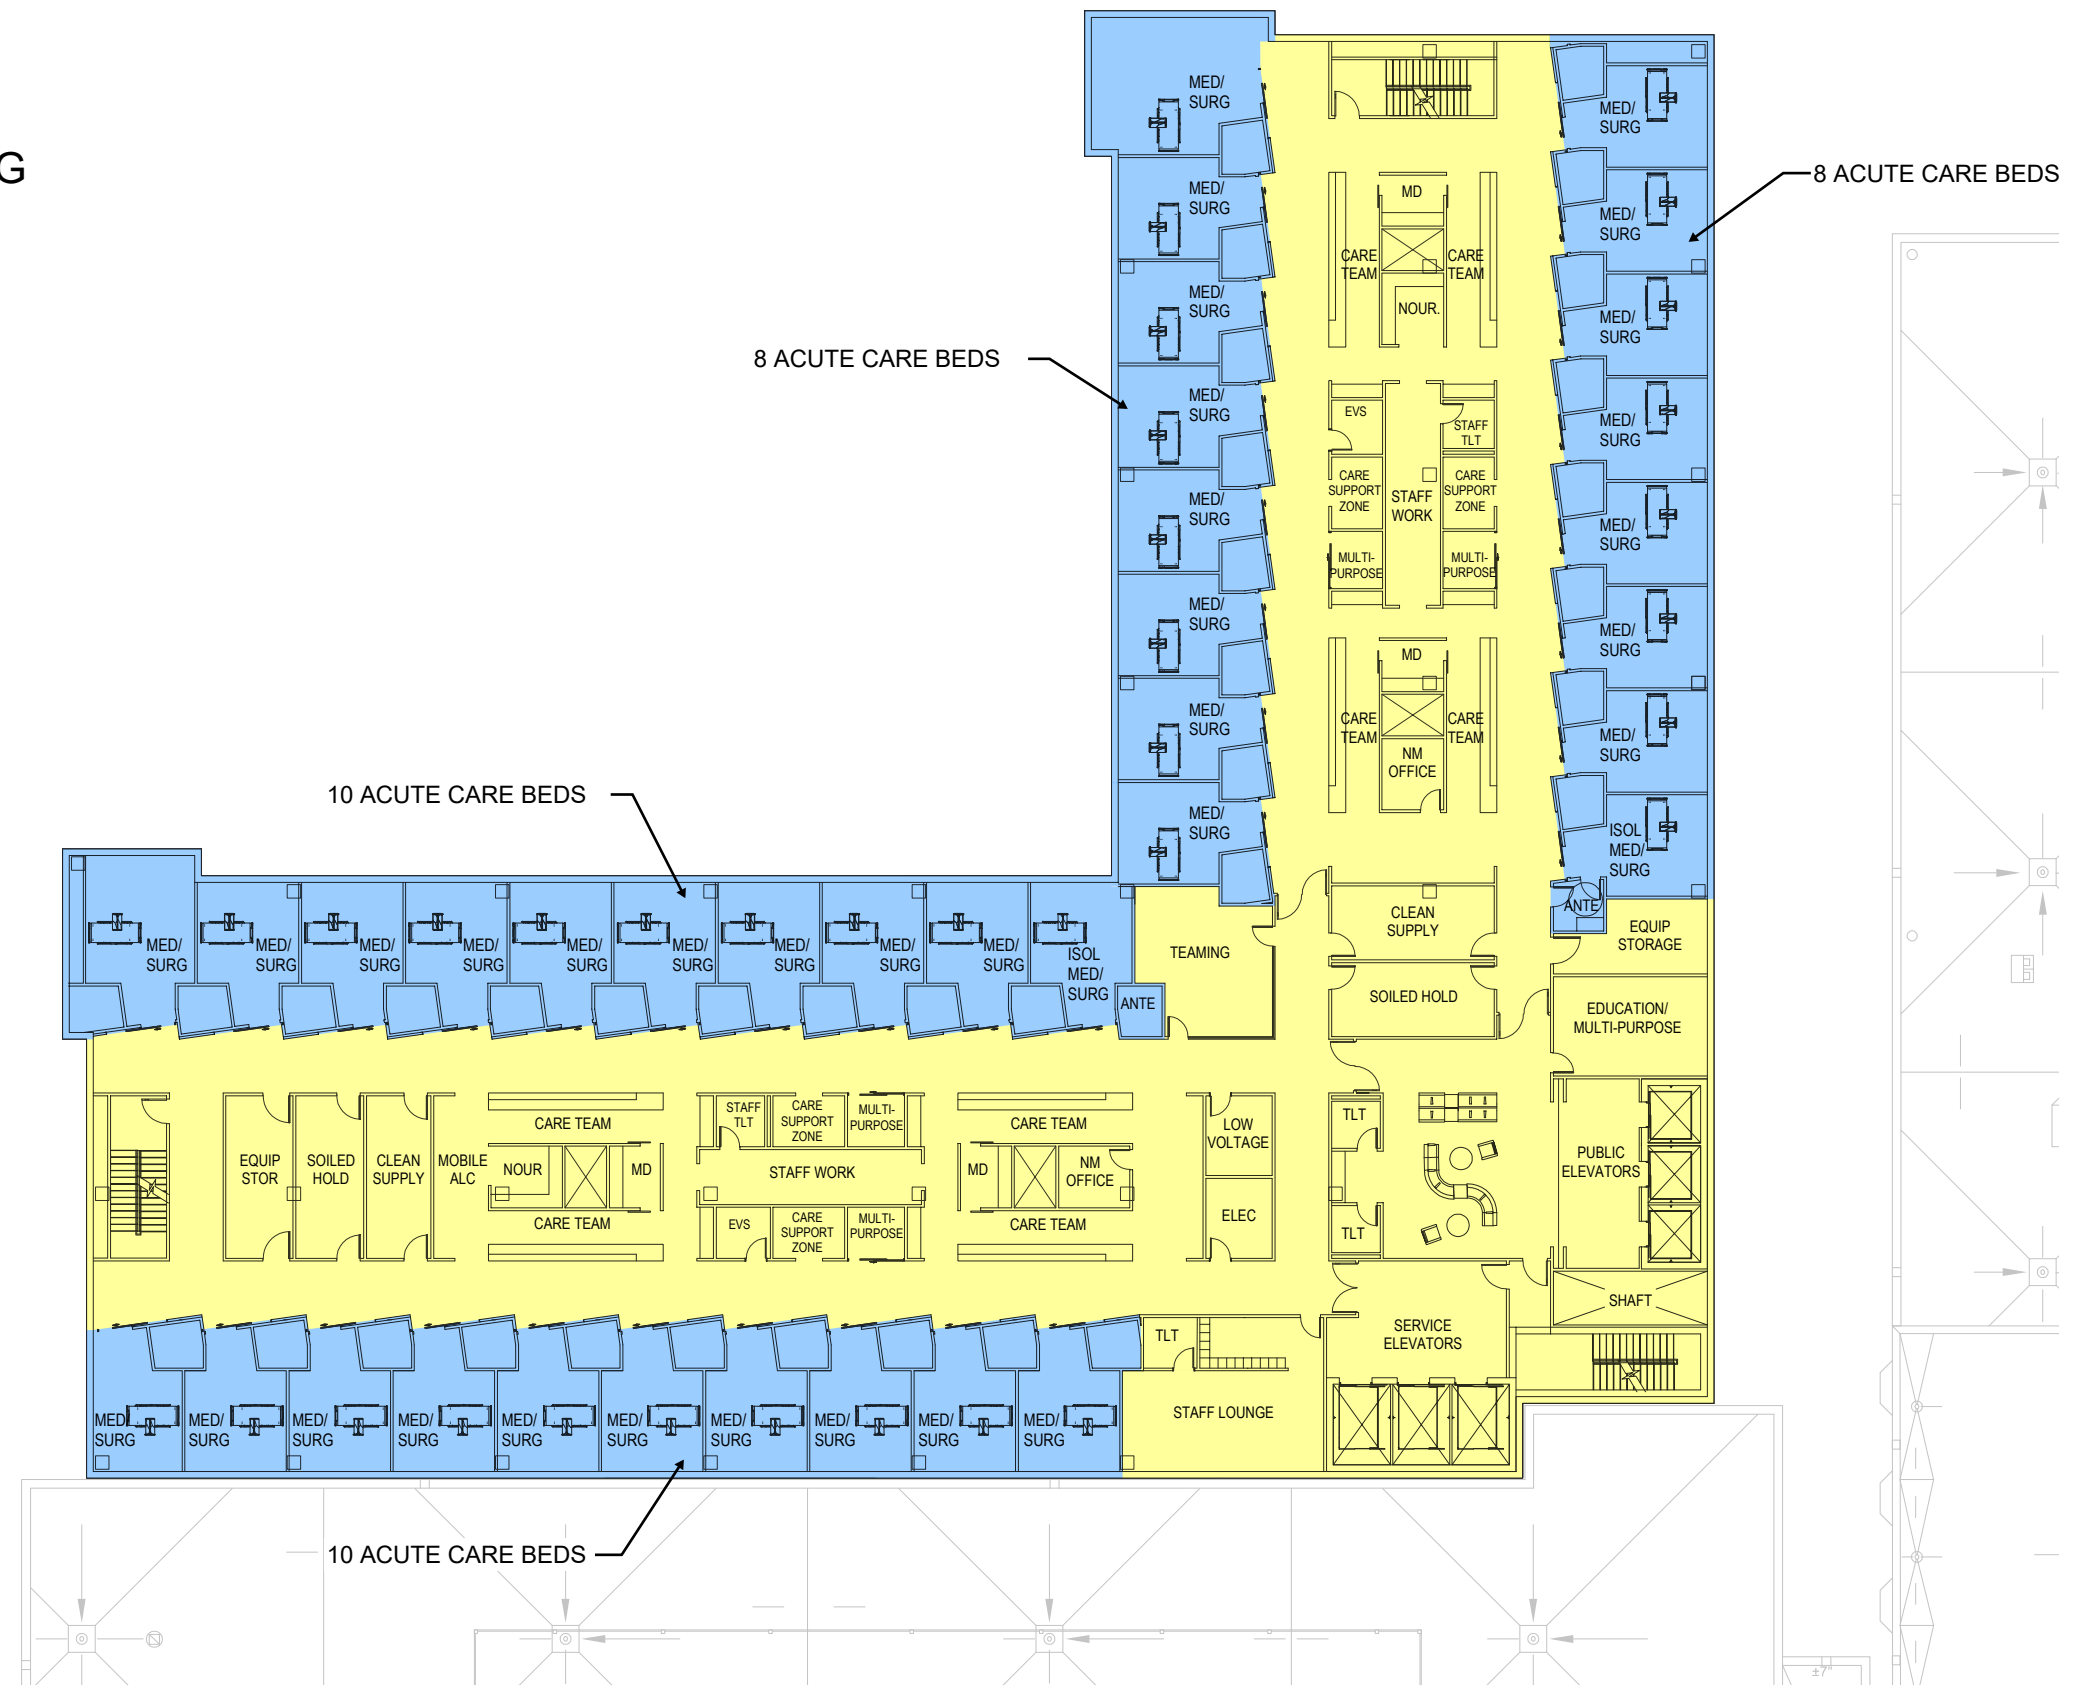 G
MED/
SURG
MED/
SURG
MED/
SURG
MED/
SURG
MED/
SURG
MED/
SURG
MED/
SURG
MED/
SURG
8 ACUTE CARE BEDS
MED/
SURG
MED/
SURG
MED/
SURG
MED/
SURG
MED/
SURG
MED/
SURG
MED/
SURG
ISOL
MED/
SURG
ANTE
8 ACUTE CARE BEDS
MD
CARE
TEAM
CARE
TEAM
NOUR.
EVS
STAFF
TLT
CARE
SUPPORT
ZONE
STAFF
WORK
CARE
SUPPORT
ZONE
MULTI-
PURPOSE
MULTI-
PURPOSE
MD
CARE
TEAM
CARE
TEAM
NM
OFFICE
CLEAN
SUPPLY
EQUIP
STORAGE
TEAMING
SOILED HOLD
EDUCATION/
MULTI-PURPOSE
10 ACUTE CARE BEDS
MED/
SURG
MED/
SURG
MED/
SURG
MED/
SURG
MED/
SURG
MED/
SURG
MED/
SURG
MED/
SURG
MED/
SURG
ISOL
MED/
SURG
ANTE
EQUIP
STOR
SOILED
HOLD
CLEAN
SUPPLY
MOBILE
ALC
CARE TEAM
NOUR
MD
CARE TEAM
STAFF
TLT
CARE
SUPPORT
ZONE
MULTI-
PURPOSE
STAFF WORK
EVS
CARE
SUPPORT
ZONE
MULTI-
PURPOSE
CARE TEAM
MD
NM
OFFICE
CARE TEAM
LOW
VOLTAGE
ELEC
TLT
TLT
PUBLIC
ELEVATORS
SHAFT
SERVICE
ELEVATORS
TLT
STAFF LOUNGE
MED/
SURG
MED/
SURG
MED/
SURG
MED/
SURG
MED/
SURG
MED/
SURG
MED/
SURG
MED/
SURG
MED/
SURG
MED/
SURG
10 ACUTE CARE BEDS
±7"